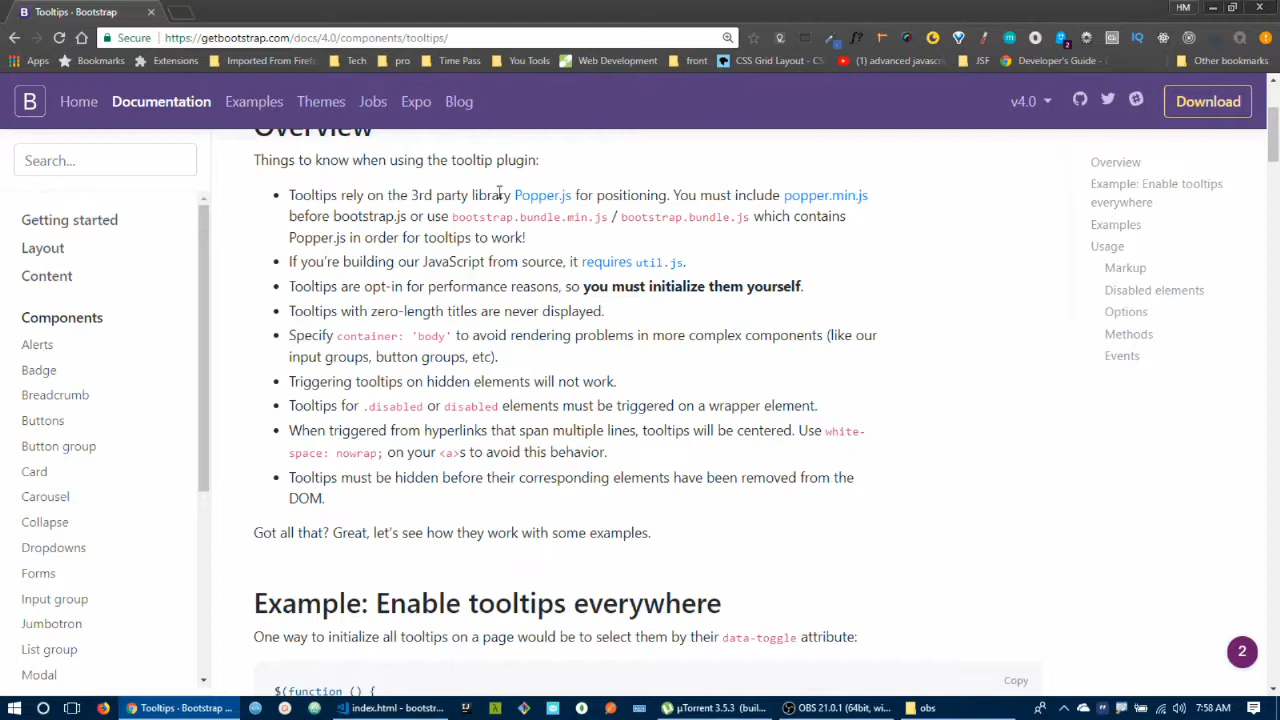 Tooltips - Bootstrap
HM
Secure https://getbootstrap.com/docs/4.0/components/tooltips/
Apps Bookmarks Extensions Imported From Firef Tech pro Time Pass You Tools Web Development front CSS Grid Layout - CS (1) advanced javascri JSF Developer's Guide - Other bookmarks
B Home Documentation Examples Themes Jobs Expo Blog v4.0 Download
Search...
Getting started
Layout
Content
Components
Alerts
Badge
Breadcrumb
Buttons
Button group
Card
Carousel
Collapse
Dropdowns
Forms
Input group
Jumbotron
List group
Modal
Overview
Things to know when using the tooltip plugin:
Tooltips rely on the 3rd party library Popper.js for positioning. You must include popper.min.js
before bootstrap.js or use bootstrap.bundle.min.js / bootstrap.bundle.js which contains
Popper.js in order for tooltips to work!
If you're building our JavaScript from source, it requires util.js.
Tooltips are opt-in for performance reasons, so you must initialize them yourself.
Tooltips with zero-length titles are never displayed.
Specify container: 'body' to avoid rendering problems in more complex components (like our
input groups, button groups, etc).
Triggering tooltips on hidden elements will not work.
Tooltips for .disabled or disabled elements must be triggered on a wrapper element.
When triggered from hyperlinks that span multiple lines, tooltips will be centered. Use white-
space: nowrap; on your <a>s to avoid this behavior.
Tooltips must be hidden before their corresponding elements have been removed from the
DOM.
Got all that? Great, let's see how they work with some examples.
Example: Enable tooltips everywhere
One way to initialize all tooltips on a page would be to select them by their data-toggle attribute:
Copy
$(function () {
Overview
Example: Enable tooltips
everywhere
Examples
Usage
Markup
Disabled elements
Options
Methods
Events
2
Tooltips - Bootstrap ... index.html - bootstr... µTorrent 3.5.3 (buil... OBS 21.0.1 (64bit, wi... obs 7:58 AM